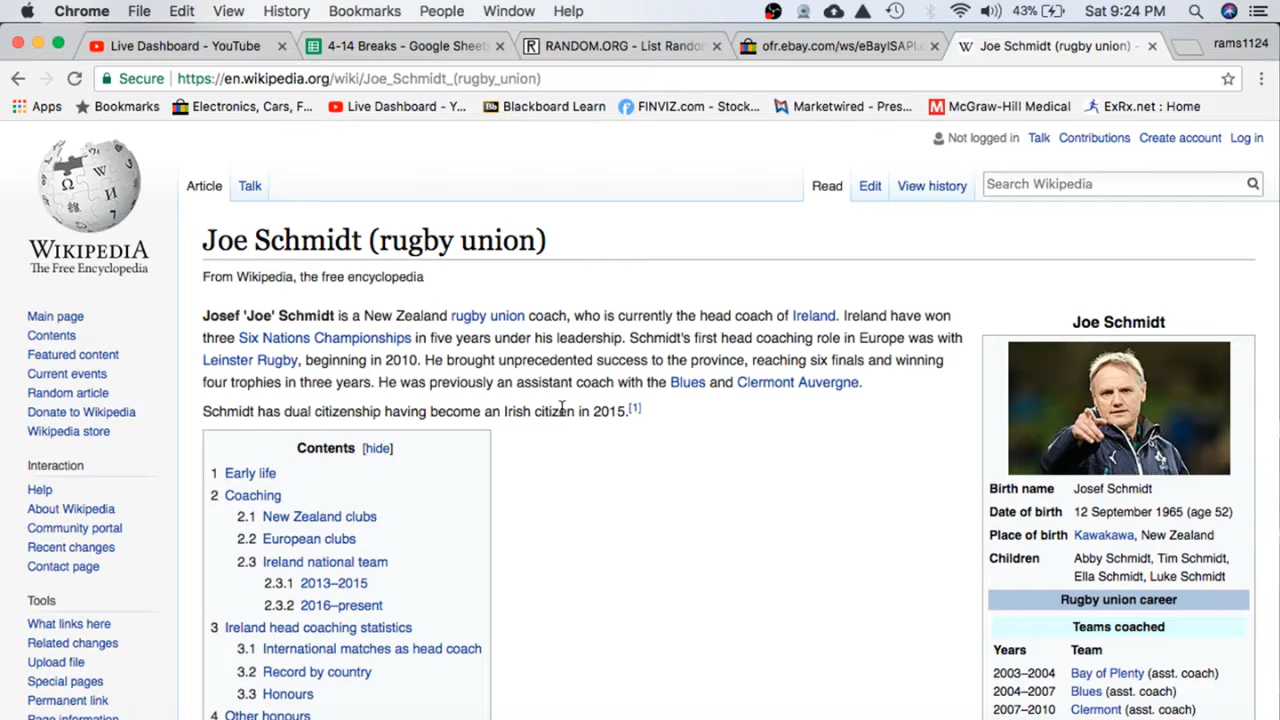 Chrome File Edit View History Bookmarks People Window Help 43% Sat 9:24 PM
Live Dashboard - YouTube 4-14 Breaks - Google Sheets RANDOM.ORG - List Rando ofr.ebay.com/ws/eBayISAPI.c Joe Schmidt (rugby union) - rams1124
Secure https://en.wikipedia.org/wiki/Joe_Schmidt_(rugby_union)
Apps Bookmarks Electronics, Cars, F... Live Dashboard - Y... Bb Blackboard Learn FINVIZ.com - Stock... Marketwired - Pres... McGraw-Hill Medical ExRx.net : Home
Not logged in Talk Contributions Create account Log in
Article Talk Read Edit View history Search Wikipedia
WIKIPEDIA
The Free Encyclopedia
Main page
Contents
Featured content
Current events
Random article
Donate to Wikipedia
Wikipedia store
Interaction
Help
About Wikipedia
Community portal
Recent changes
Contact page
Tools
What links here
Related changes
Upload file
Special pages
Permanent link
Page information
Joe Schmidt (rugby union)
From Wikipedia, the free encyclopedia
Josef 'Joe' Schmidt is a New Zealand rugby union coach, who is currently the head coach of Ireland. Ireland have won
three Six Nations Championships in five years under his leadership. Schmidt's first head coaching role in Europe was with
Leinster Rugby, beginning in 2010. He brought unprecedented success to the province, reaching six finals and winning
four trophies in three years. He was previously an assistant coach with the Blues and Clermont Auvergne.
Schmidt has dual citizenship having become an Irish citizen in 2015.[1]
Contents [hide]
1 Early life
2 Coaching
2.1 New Zealand clubs
2.2 European clubs
2.3 Ireland national team
2.3.1 2013–2015
2.3.2 2016–present
3 Ireland head coaching statistics
3.1 International matches as head coach
3.2 Record by country
3.3 Honours
4 Other honours
Joe Schmidt
Birth name Josef Schmidt
Date of birth 12 September 1965 (age 52)
Place of birth Kawakawa, New Zealand
Children Abby Schmidt, Tim Schmidt,
Ella Schmidt, Luke Schmidt
Rugby union career
Teams coached
Years Team
2003–2004 Bay of Plenty (asst. coach)
2004–2007 Blues (asst. coach)
2007–2010 Clermont (asst. coach)